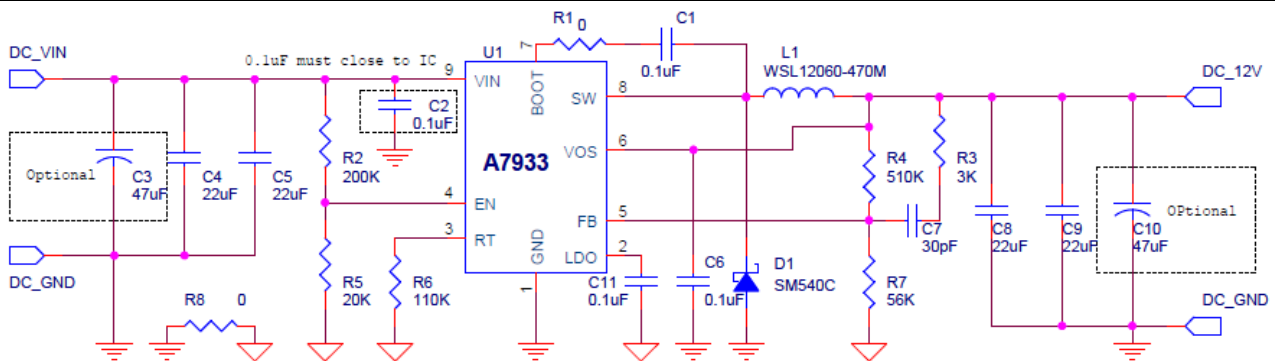 DC_VIN
0.1uF must close to IC
C2
0.1uF
Optional
C3
47uF
C4
22uF
C5
22uF
R2
200K
DC_GND
R8
0
R5
20K
R6
110K
U1
9
VIN
4
EN
3
RT
7
BOOT
A7933
GND
1
SW
8
VOS
6
FB
5
LDO
2
R1
0
C1
0.1uF
L1
WSL12060-470M
C11
0.1uF
C6
0.1uF
D1
SM540C
R4
510K
R3
3K
C7
30pF
R7
56K
C8
22uF
C9
22uF
C10
47uF
OPtional
DC_12V
DC_GND